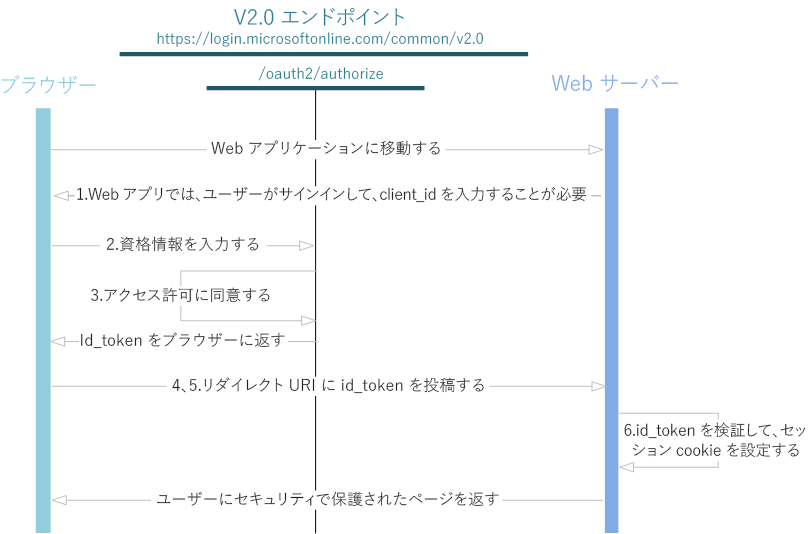 V2.0 エンドポイント
https://login.microsoftonline.com/common/v2.0
/oauth2/authorize
ブラウザー
Web サーバー
Web アプリケーションに移動する
1.Web アプリでは、ユーザーがサインインして、client_id を入力することが必要
2.資格情報を入力する
3.アクセス許可に同意する
Id_token をブラウザーに返す
4、5.リダイレクト URI に id_token を投稿する
6.id_token を検証して、セッ
ション cookie を設定する
ユーザーにセキュリティで保護されたページを返す